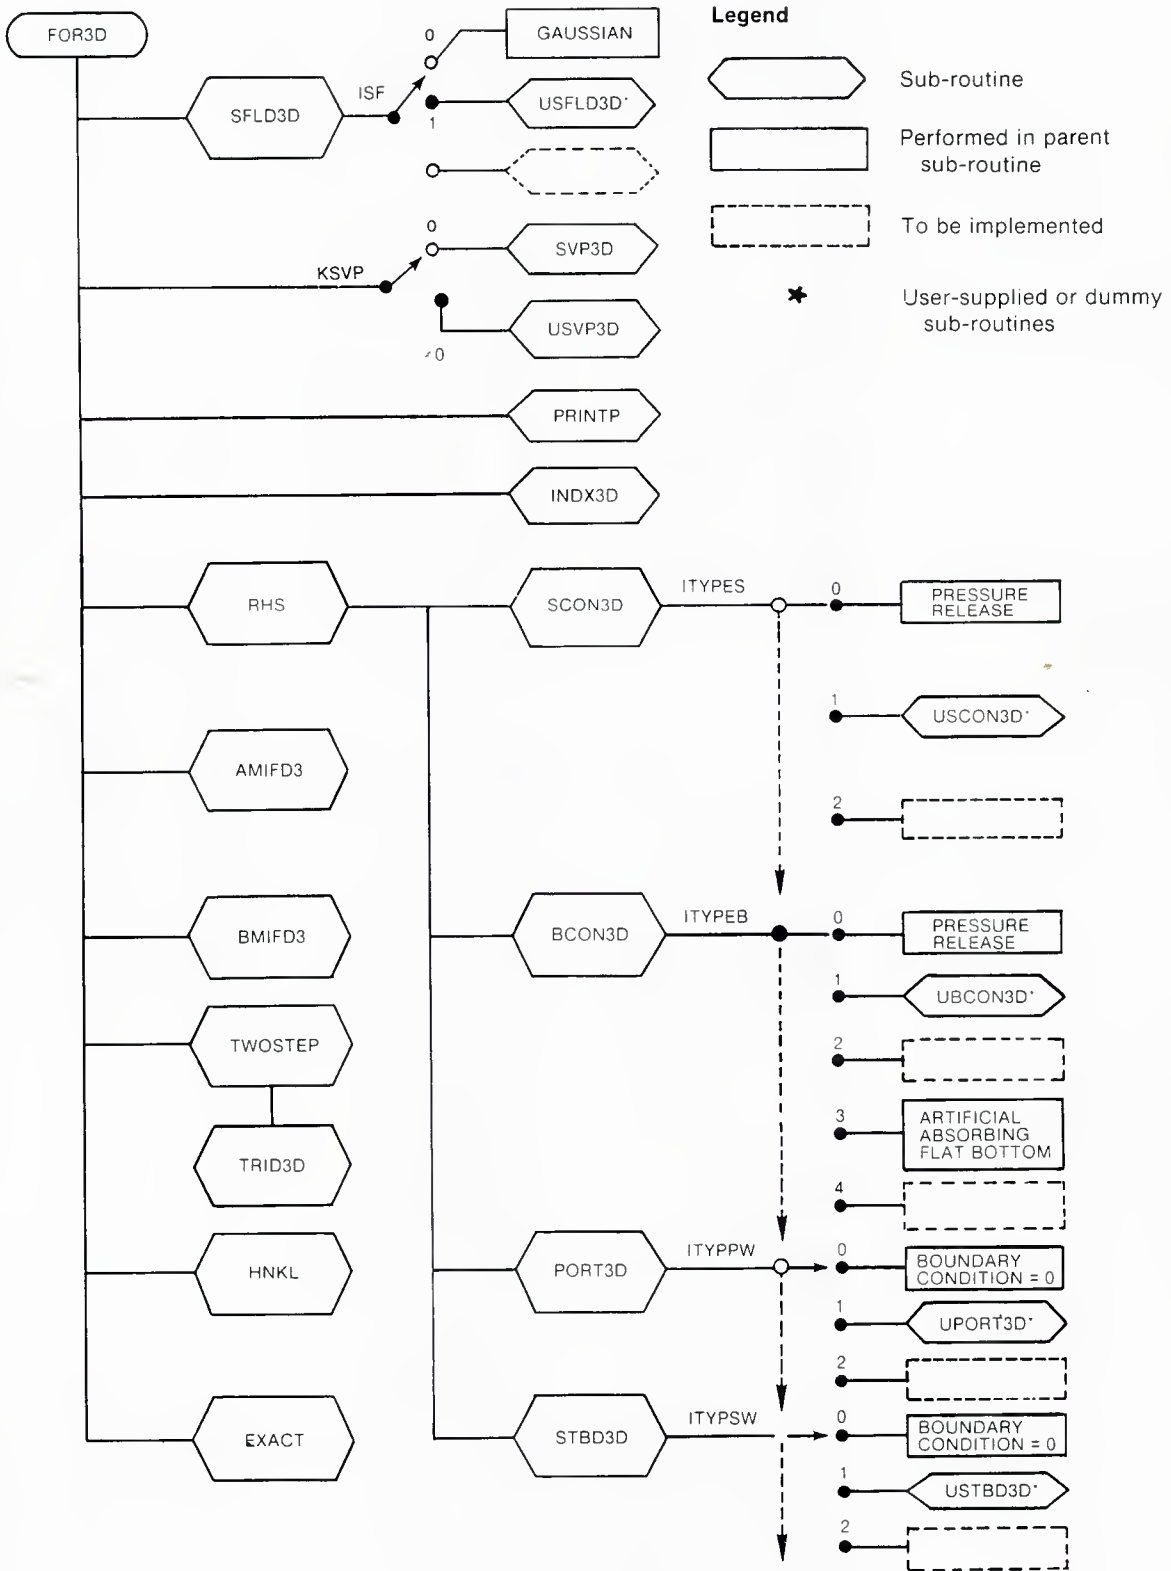 FOR3D
SFLD3D
ISF
0
GAUSSIAN
1
USFLD3D*
KSVP
0
SVP3D
USVP3D
PRINTP
INDX3D
RHS
SCON3D
ITYPES
0
PRESSURE
RELEASE
1
USCON3D*
2
AMIFD3
BMIFD3
BCON3D
ITYPEB
0
PRESSURE
RELEASE
1
UBCON3D*
2
TWOSTEP
3
ARTIFICIAL
ABSORBING
FLAT BOTTOM
TRID3D
4
HNKL
PORT3D
ITYPPW
0
BOUNDARY
CONDITION = 0
1
UPORT3D*
2
EXACT
STBD3D
ITYPSW
0
BOUNDARY
CONDITION = 0
1
USTBD3D*
2
Legend
Sub-routine
Performed in parent
sub-routine
To be implemented
*
User-supplied or dummy
sub-routines